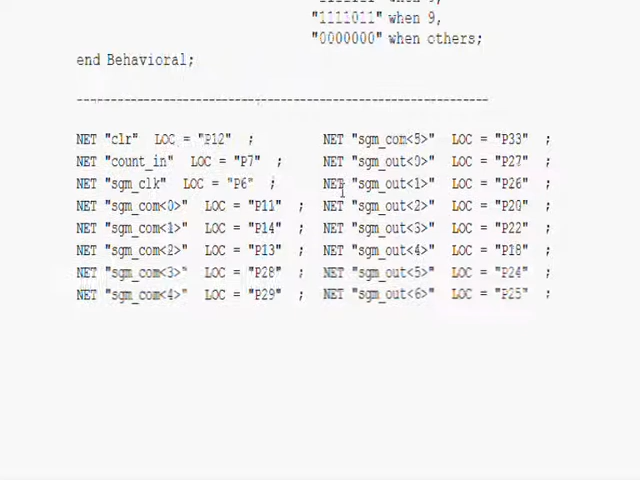 "1111011" when 9,
"0000000" when others;
end Behavioral;
NET "clr" LOC = "P12" ; NET "sgm_com<5>" LOC = "P33" ;
NET "count_in" LOC = "P7" ; NET "sgm_out<0>" LOC = "P27" ;
NET "sgm_clk" LOC = "P6" ; NET "sgm_out<1>" LOC = "P26" ;
NET "sgm_com<0>" LOC = "P11" ; NET "sgm_out<2>" LOC = "P20" ;
NET "sgm_com<1>" LOC = "P14" ; NET "sgm_out<3>" LOC = "P22" ;
NET "sgm_com<2>" LOC = "P13" ; NET "sgm_out<4>" LOC = "P18" ;
NET "sgm_com<3>" LOC = "P28" ; NET "sgm_out<5>" LOC = "P24" ;
NET "sgm_com<4>" LOC = "P29" ; NET "sgm_out<6>" LOC = "P25" ;